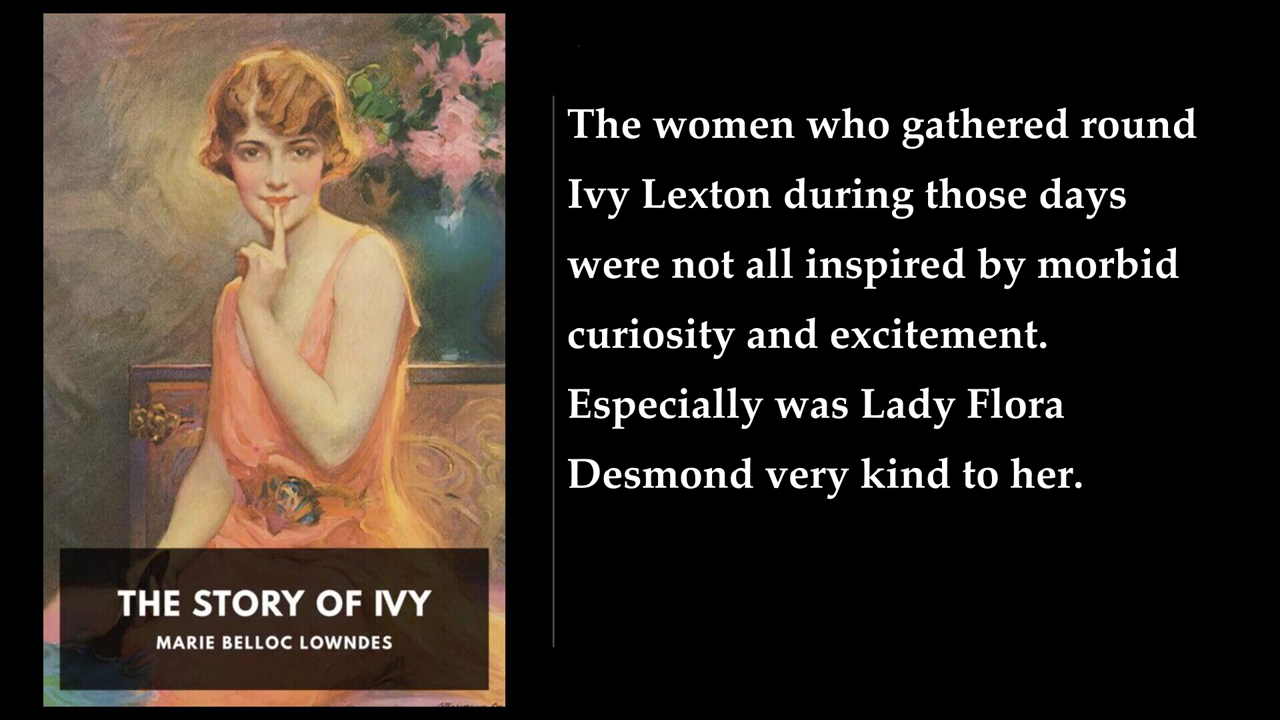 THE STORY OF IVY
MARIE BELLOC LOWNDES
The women who gathered round
Ivy Lexton during those days
were not all inspired by morbid
curiosity and excitement.
Especially was Lady Flora
Desmond very kind to her.